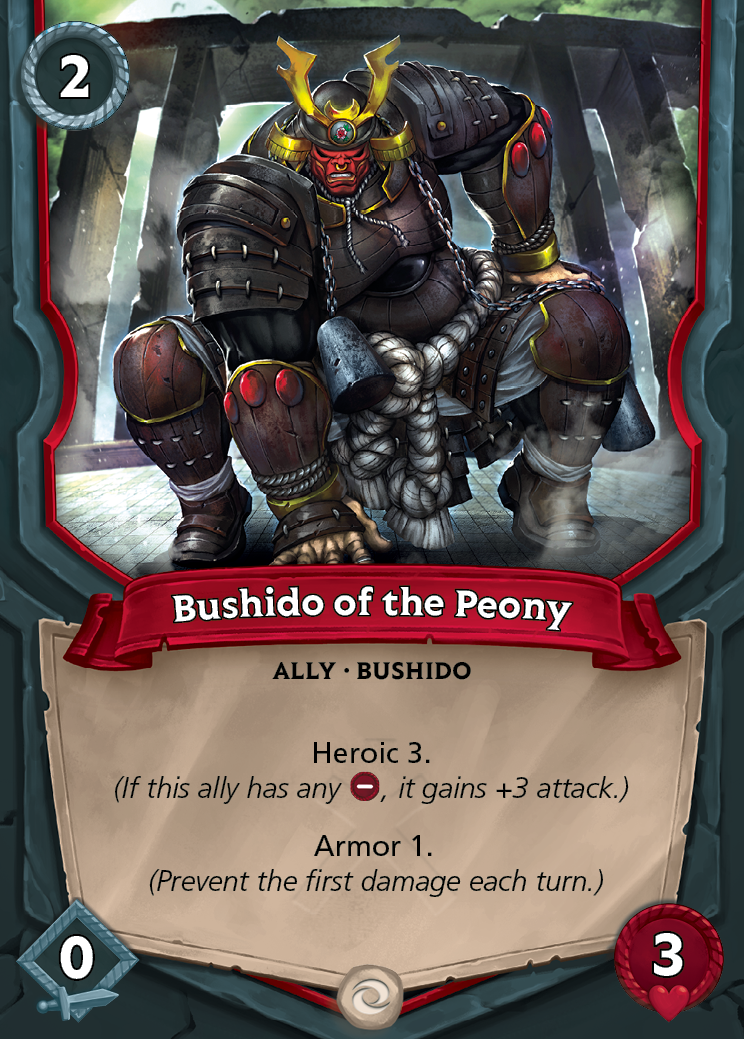 2
Bushido of the Peony
ALLY · BUSHIDO
Heroic 3.
(If this ally has any −, it gains +3 attack.)
Armor 1.
(Prevent the first damage each turn.)
0
3